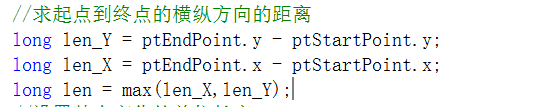 //求起点到终点的横纵方向的距离
long len_Y = ptEndPoint.y - ptStartPoint.y;
long len_X = ptEndPoint.x - ptStartPoint.x;
long len = max(len_X,len_Y);